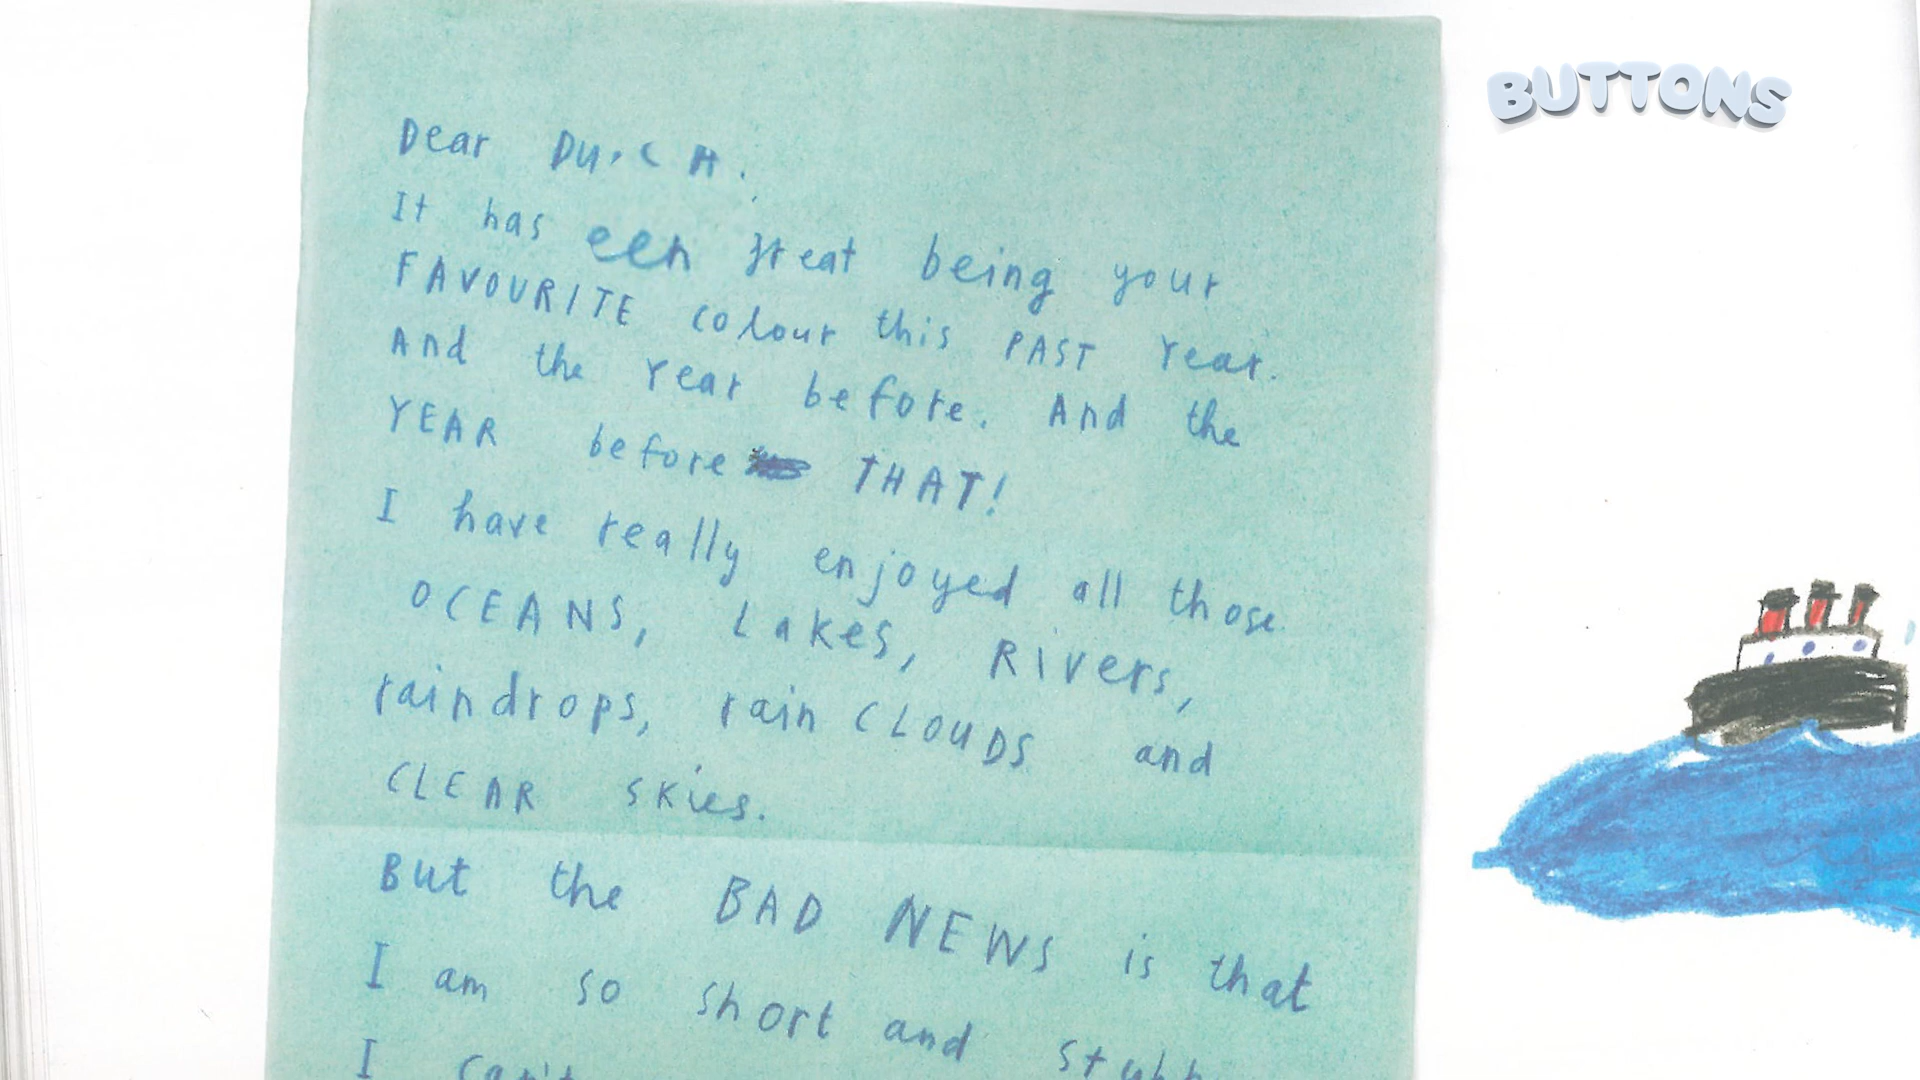 BUTTONS
Dear
It has een great being your
FAVOURITE colour this PAST Year.
And the Year before. And the
YEAR before THAT!
I have really enjoyed all those
OCEANS, Lakes, Rivers,
raindrops, rain CLOUDS and
CLEAR skies.
But the BAD NEWS is that
I am so short and
I can't